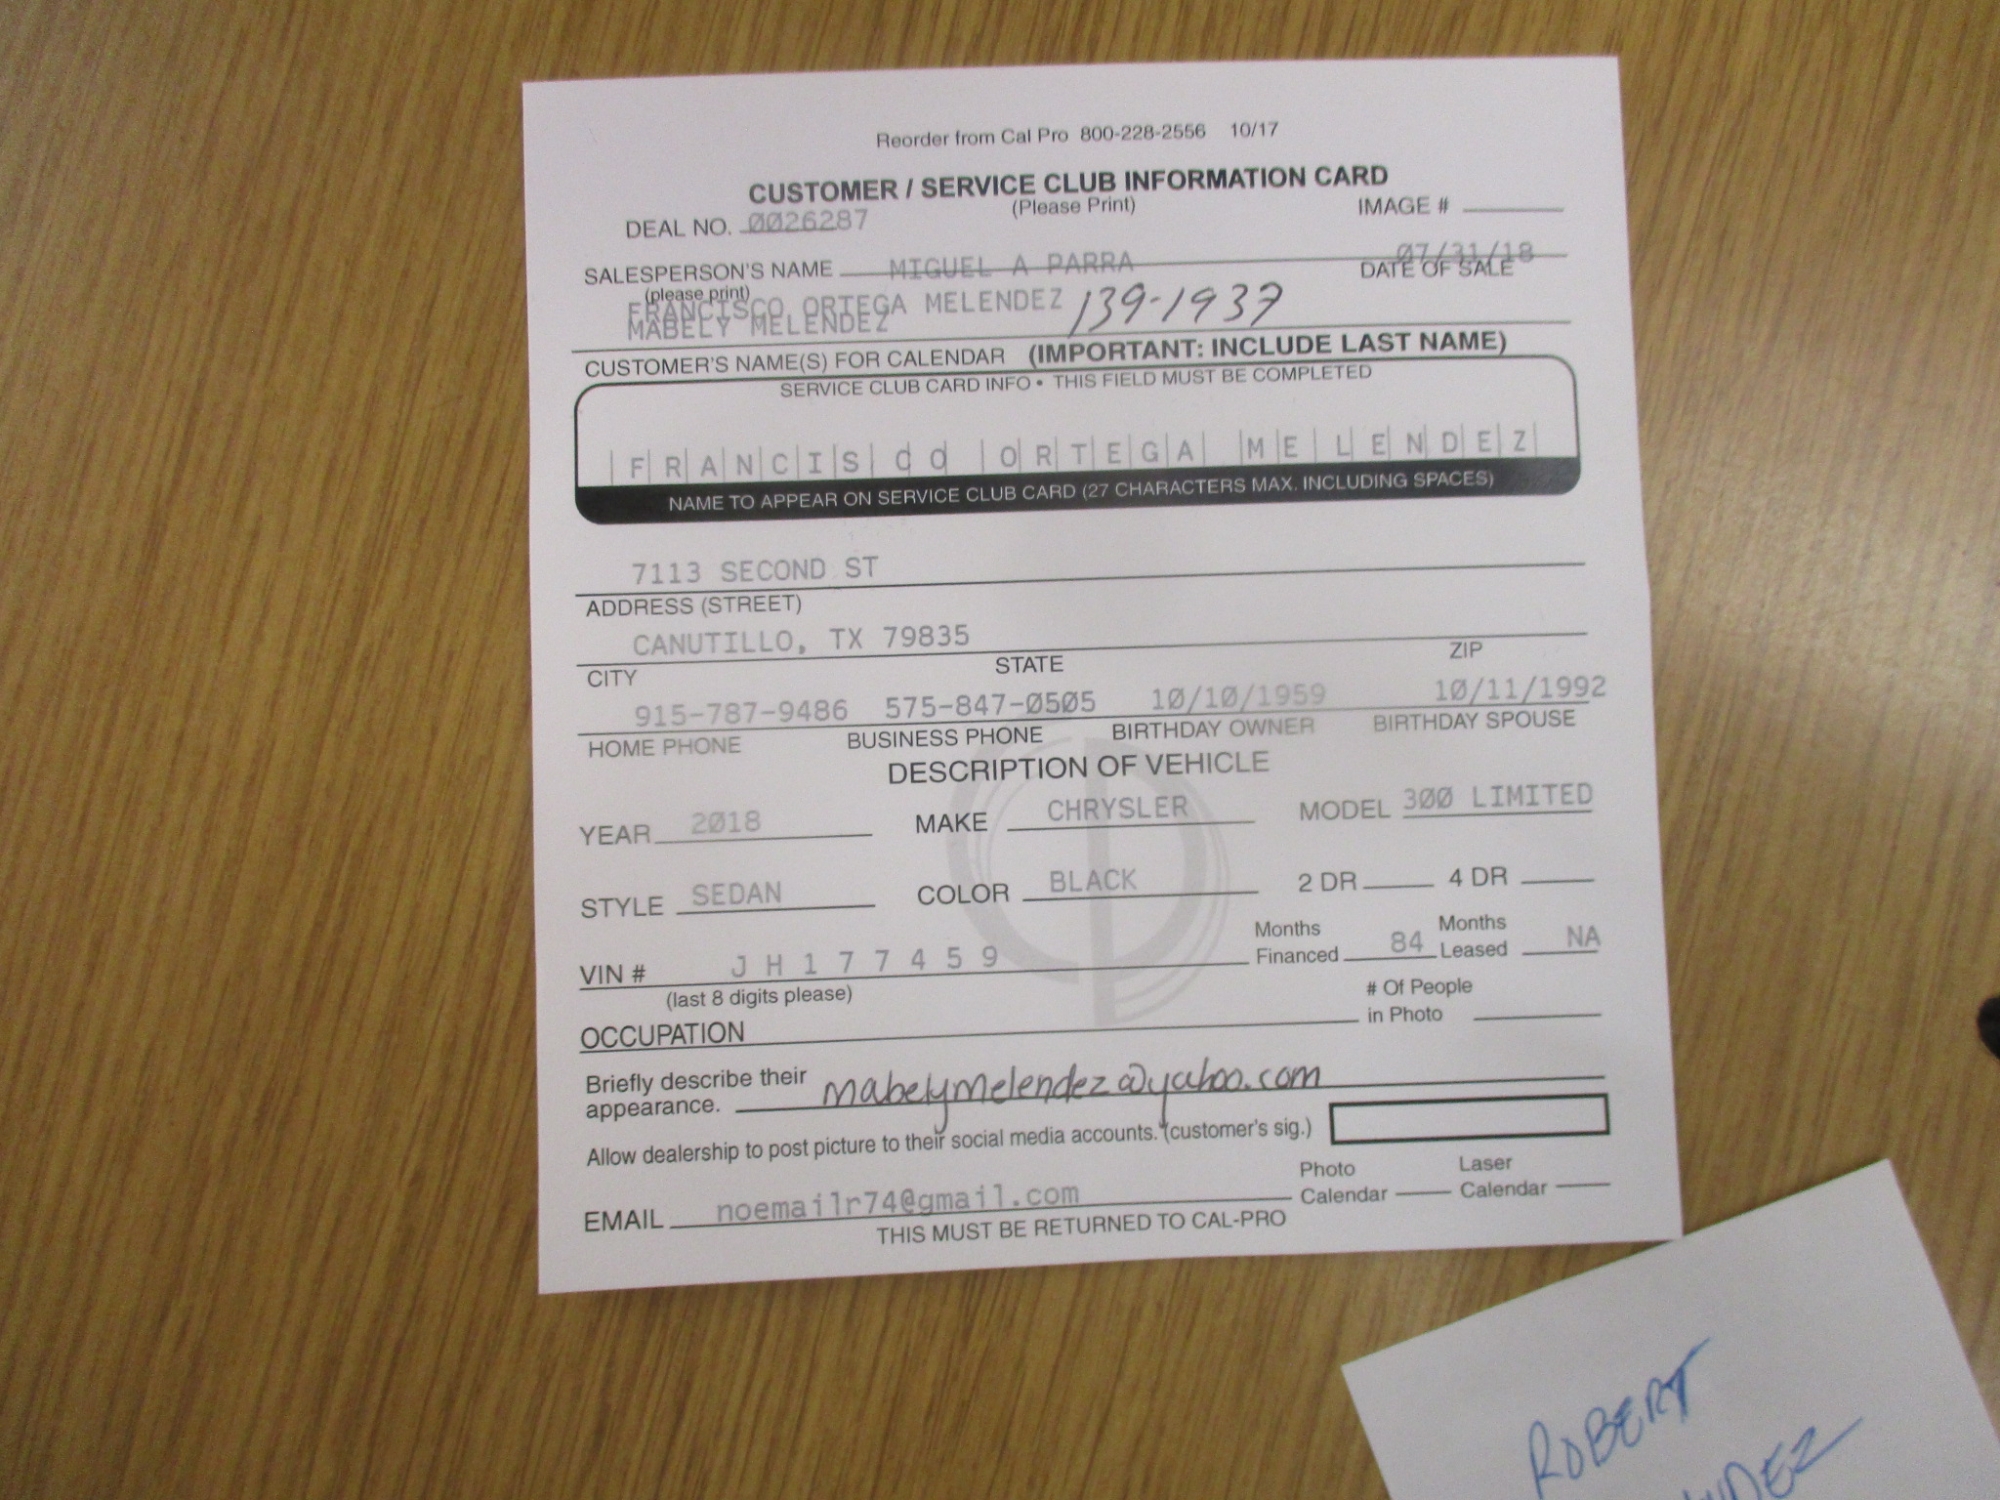 Reorder from Cal Pro 800-228-2556 10/17
CUSTOMER / SERVICE CLUB INFORMATION CARD
(Please Print)
DEAL NO. 0026287 IMAGE #
SALESPERSON'S NAME MIGUEL A PARRA 07/31/18 DATE OF SALE
(please print)
FRANCISCO ORTEGA MELENDEZ 139-1937
MABELY MELENDEZ
CUSTOMER'S NAME(S) FOR CALENDAR (IMPORTANT: INCLUDE LAST NAME)
SERVICE CLUB CARD INFO • THIS FIELD MUST BE COMPLETED
FRANCISCO ORTEGA MELENDEZ
NAME TO APPEAR ON SERVICE CLUB CARD (27 CHARACTERS MAX. INCLUDING SPACES)
7113 SECOND ST
ADDRESS (STREET)
CANUTILLO, TX 79835
CITY STATE ZIP
915-787-9486 575-847-0505 10/10/1959 10/11/1992
HOME PHONE BUSINESS PHONE BIRTHDAY OWNER BIRTHDAY SPOUSE
DESCRIPTION OF VEHICLE
YEAR 2018 MAKE CHRYSLER MODEL 300 LIMITED
STYLE SEDAN COLOR BLACK 2 DR 4 DR
VIN # J H 1 7 7 4 5 9 Months Financed 84 Months Leased NA
(last 8 digits please)
OCCUPATION # Of People in Photo
Briefly describe their appearance. mabelymelendez@yahoo.com
Allow dealership to post picture to their social media accounts. (customer's sig.)
EMAIL noemailr74@gmail.com Photo Calendar Laser Calendar
THIS MUST BE RETURNED TO CAL-PRO
ROBERT